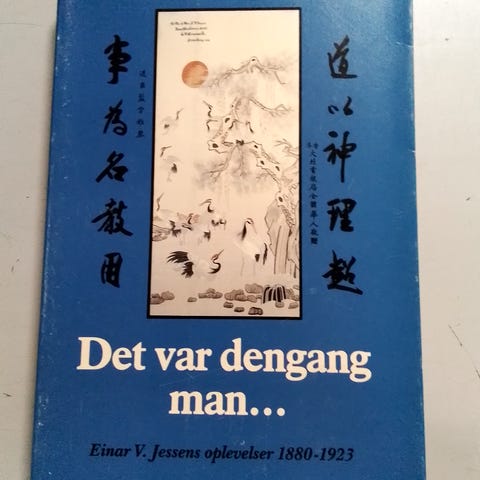 道以神理超
事為名教用
Det var dengang
man...
Einar V. Jessens oplevelser 1880-1923